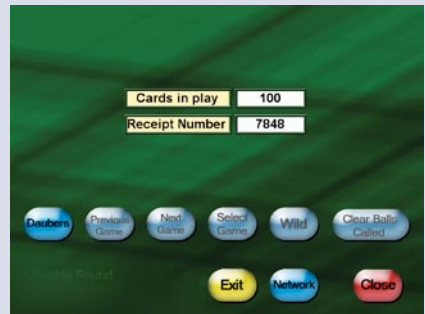 Cards in play 100
Receipt Number 7848
Daubers Previous Game Next Game Select Game Wild Clear Balls Called
Enable Sound
Exit Network Close